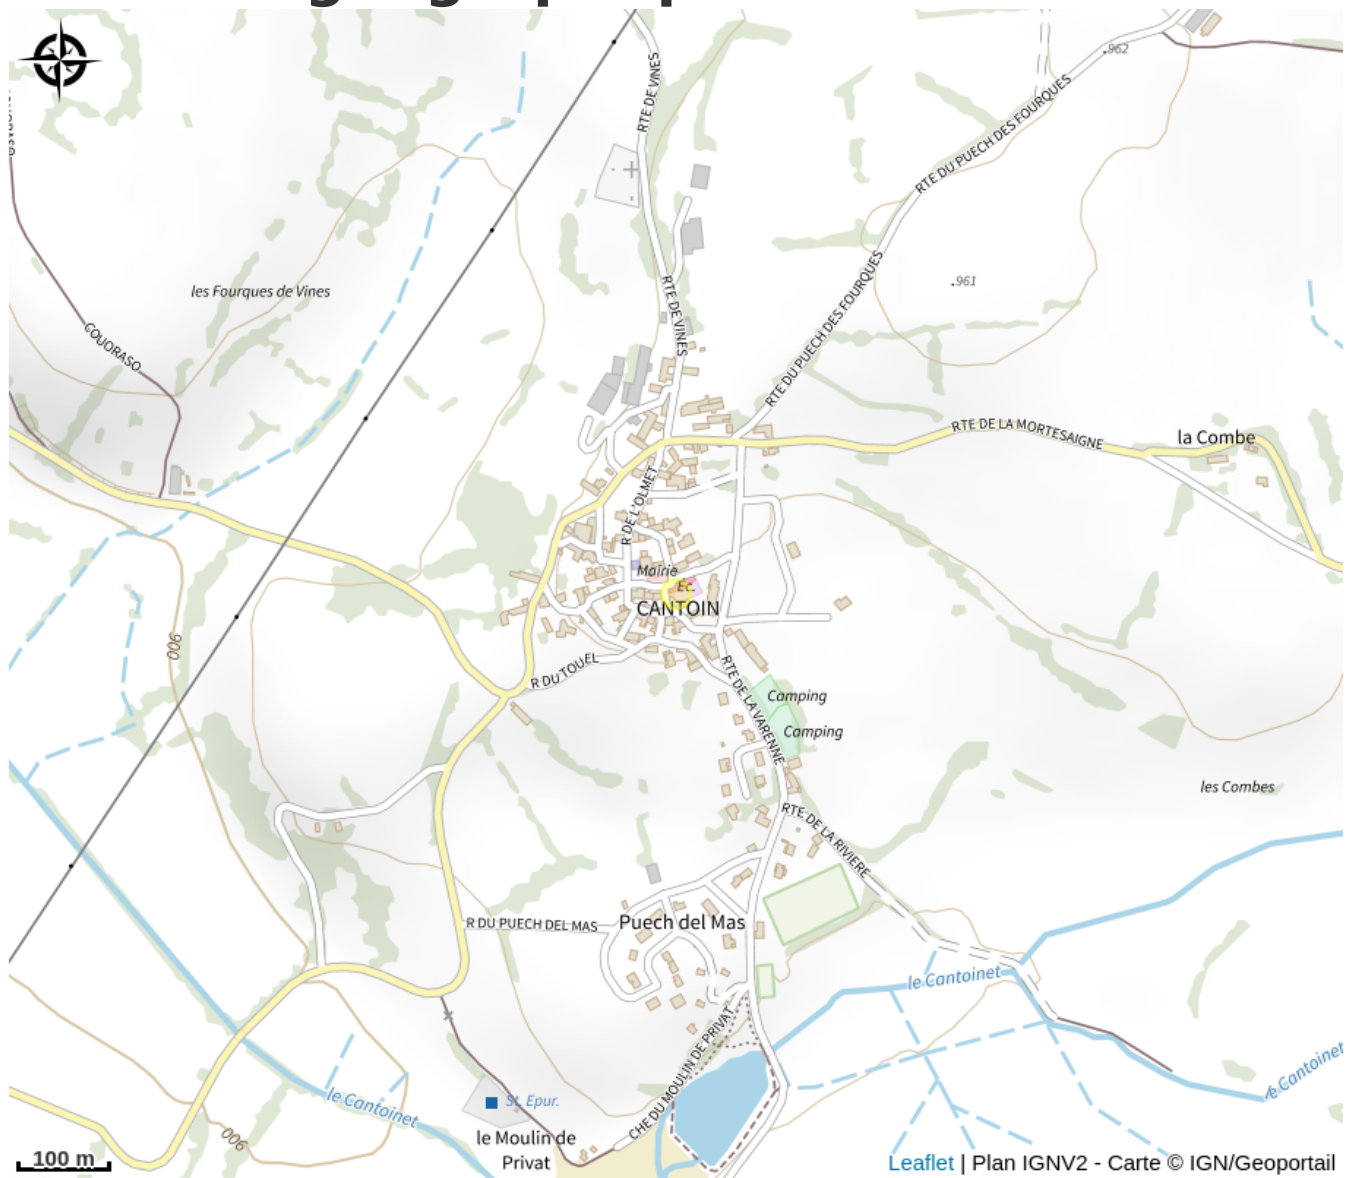 .962
RTE DE VINES
RTE DU PUECH DES FOURQUES
les Fourques de Vines
.961
RTE DE VINES
RTE DU PUECH DES FOURQUES
COUORASO
RTE DE LA MORTESAIGNE
la Combe
R DE L'OLMET
Mairie
Ec.
CANTOIN
900
R DU TOUEL
RTE DE LA VARENNE
Camping
Camping
les Combes
RTE DE LA RIVIERE
R DU PUECH DEL MAS
Puech del Mas
le Cantoinet
CHE DU MOULIN DE PRIVAT
le Cantoinet
St. Epur.
le Cantoinet
900
le Moulin de
Privat
100 m
Leaflet | Plan IGNV2 - Carte © IGN/Geoportail